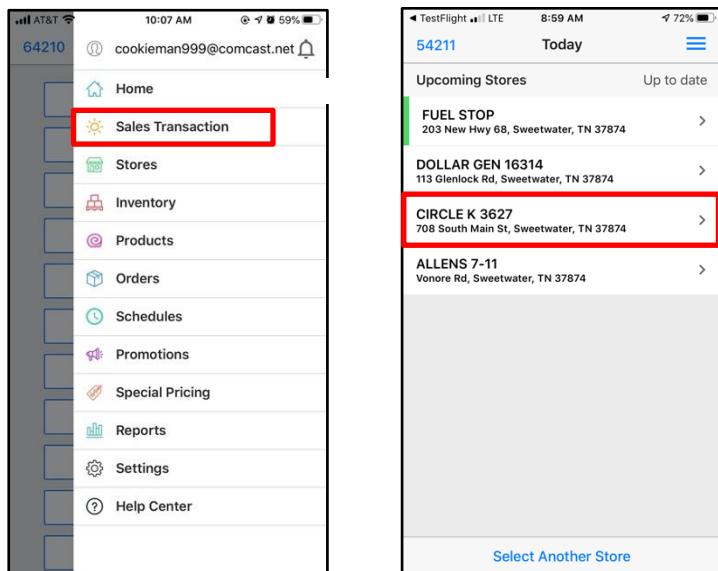 AT&T
10:07 AM
59%
64210
cookieman999@comcast.net
Home
Sales Transaction
Stores
Inventory
Products
Orders
Schedules
Promotions
Special Pricing
Reports
Settings
Help Center
TestFlight LTE
8:59 AM
72%
54211
Today
Upcoming Stores
Up to date
FUEL STOP
203 New Hwy 68, Sweetwater, TN 37874
DOLLAR GEN 16314
113 Glenlock Rd, Sweetwater, TN 37874
CIRCLE K 3627
708 South Main St, Sweetwater, TN 37874
ALLENS 7-11
Vonore Rd, Sweetwater, TN 37874
Select Another Store